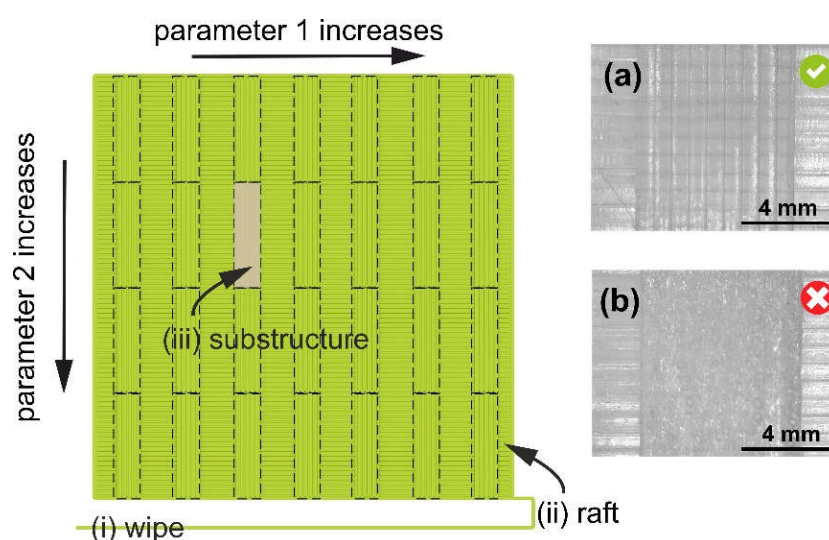 parameter 1 increases
parameter 2 increases
(iii) substructure
(i) wipe
(ii) raft
(a)
4 mm
(b)
4 mm